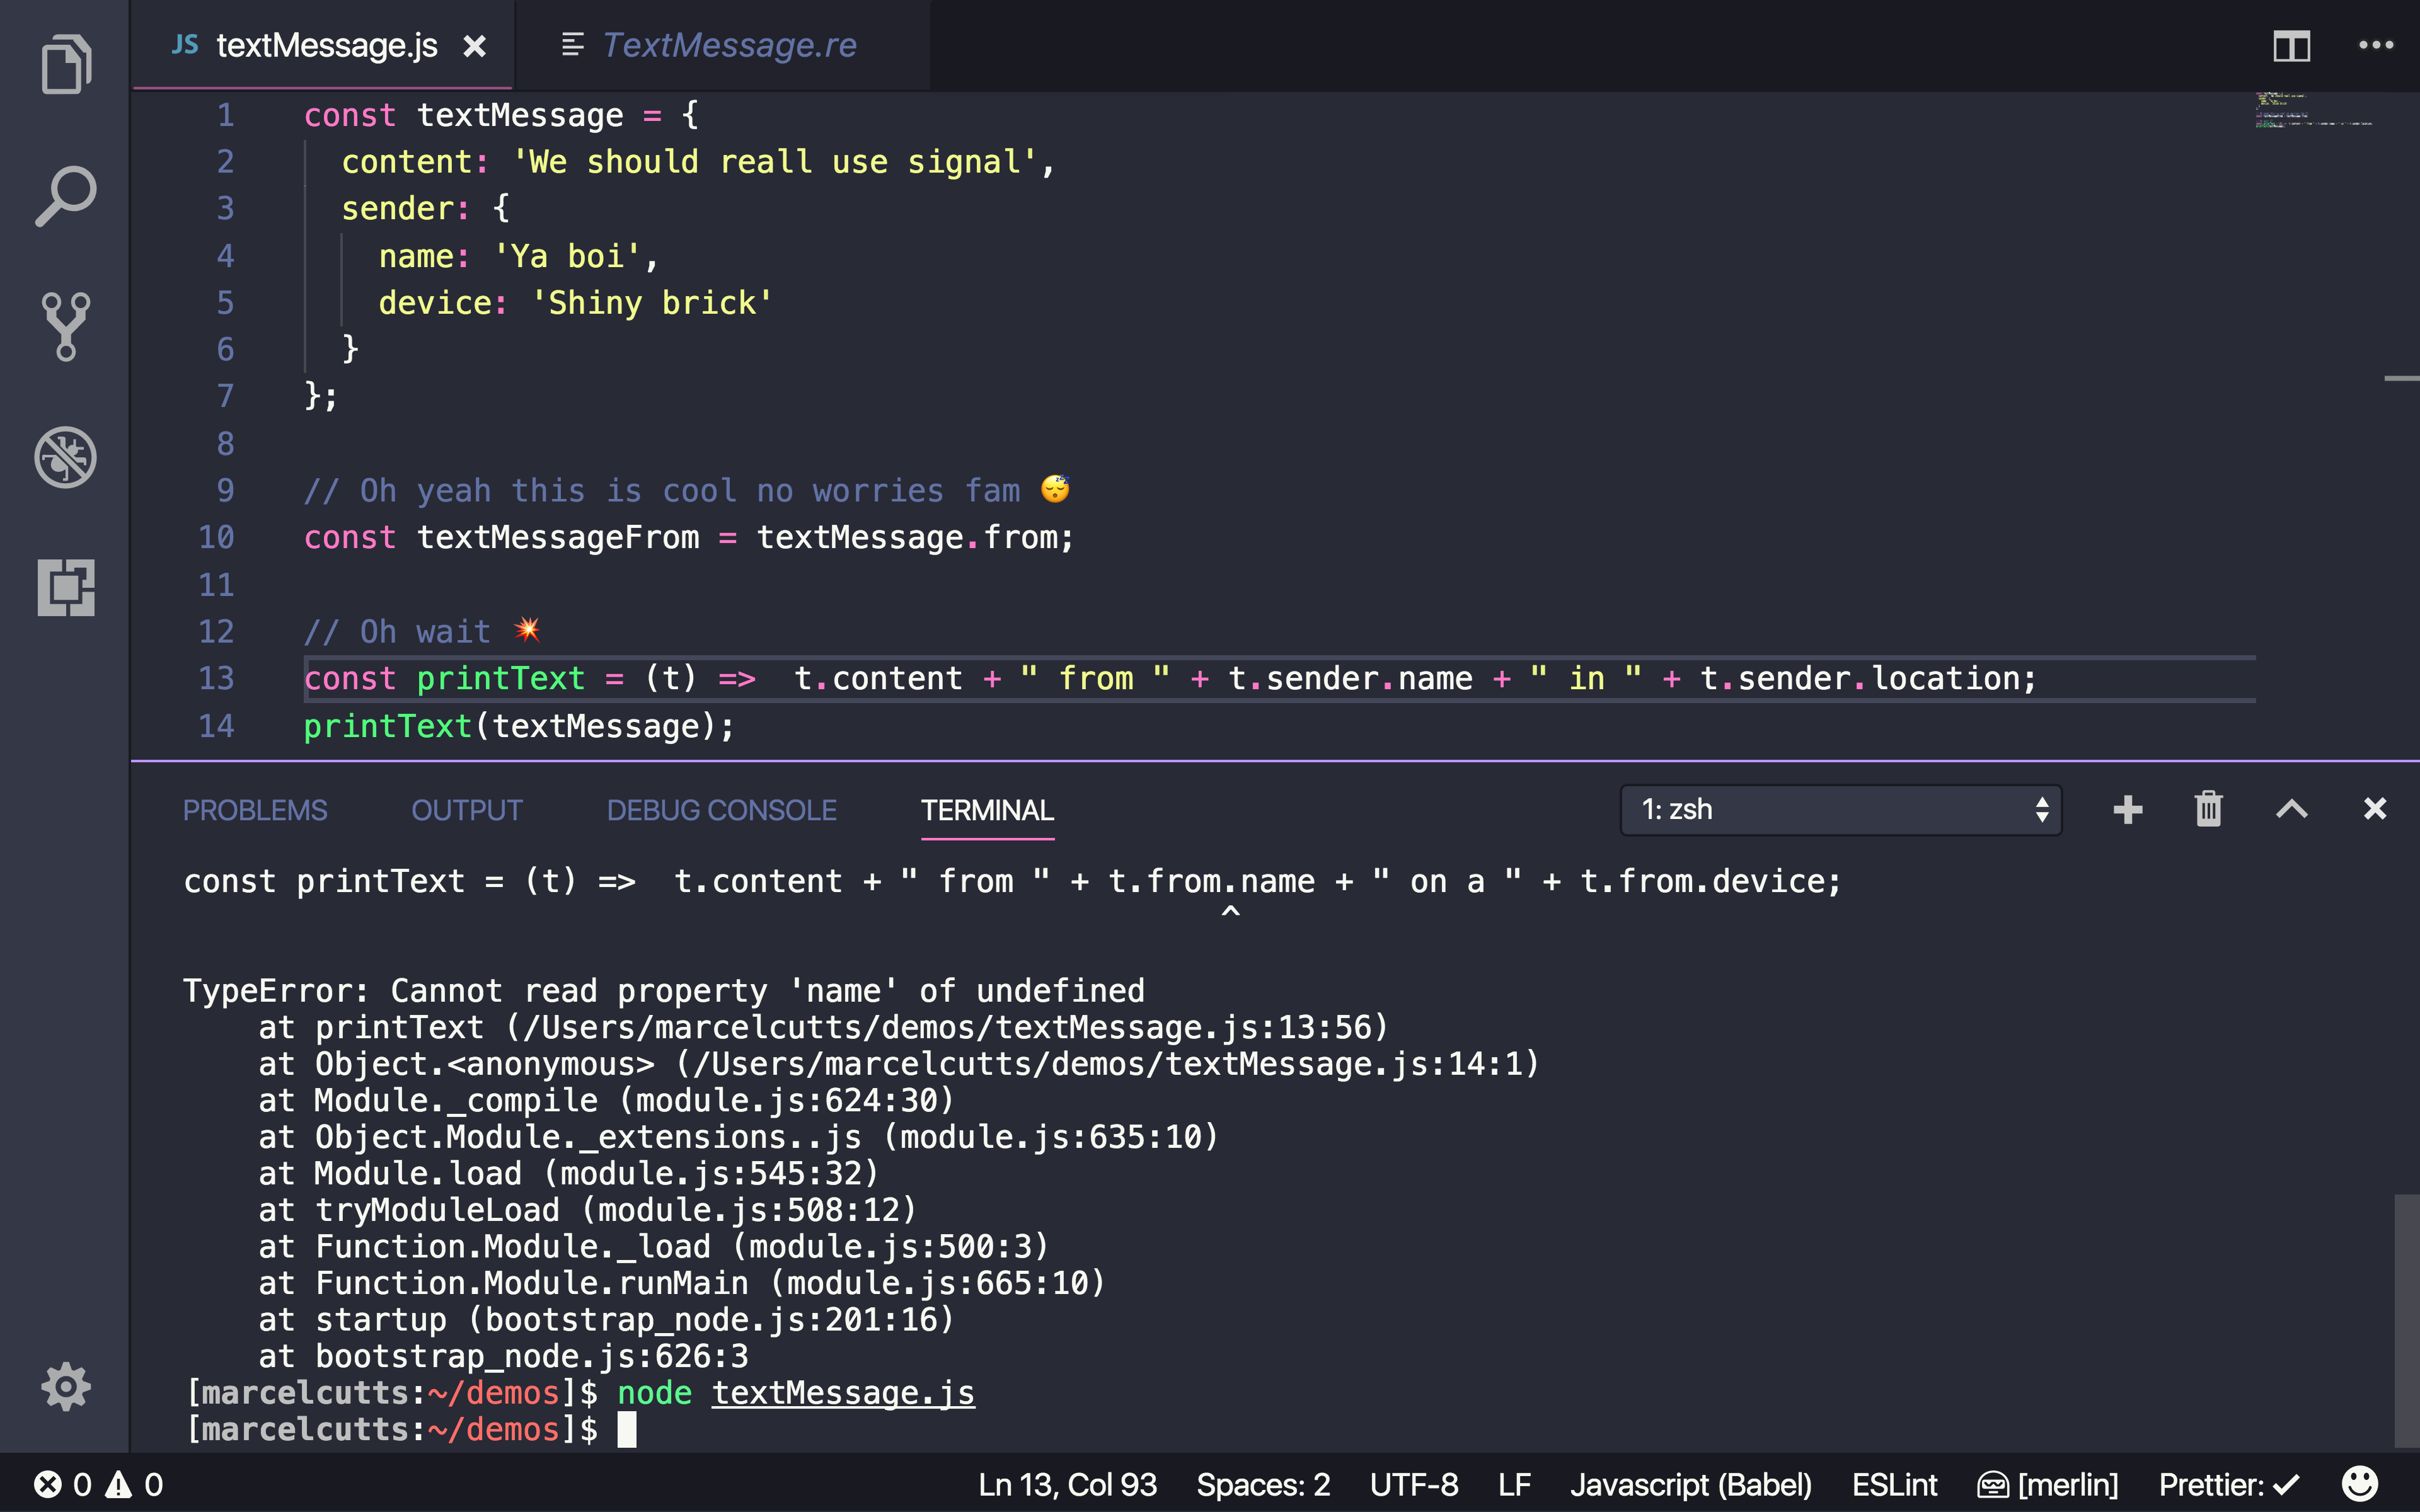 JS textMessage.js TextMessage.re
1 const textMessage = {
2 content: 'We should reall use signal',
3 sender: {
4 name: 'Ya boi',
5 device: 'Shiny brick'
6 }
7 };
8
9 // Oh yeah this is cool no worries fam 😴
10 const textMessageFrom = textMessage.from;
11
12 // Oh wait 💥
13 const printText = (t) =>  t.content + " from " + t.sender.name + " in " + t.sender.location;
14 printText(textMessage);
PROBLEMS OUTPUT DEBUG CONSOLE TERMINAL 1: zsh
const printText = (t) =>  t.content + " from " + t.from.name + " on a " + t.from.device;
^
TypeError: Cannot read property 'name' of undefined
at printText (/Users/marcelcutts/demos/textMessage.js:13:56)
at Object.<anonymous> (/Users/marcelcutts/demos/textMessage.js:14:1)
at Module._compile (module.js:624:30)
at Object.Module._extensions..js (module.js:635:10)
at Module.load (module.js:545:32)
at tryModuleLoad (module.js:508:12)
at Function.Module._load (module.js:500:3)
at Function.Module.runMain (module.js:665:10)
at startup (bootstrap_node.js:201:16)
at bootstrap_node.js:626:3
[marcelcutts:~/demos]$ node textMessage.js
[marcelcutts:~/demos]$
0 0 Ln 13, Col 93 Spaces: 2 UTF-8 LF Javascript (Babel) ESLint [merlin] Prettier: ✓